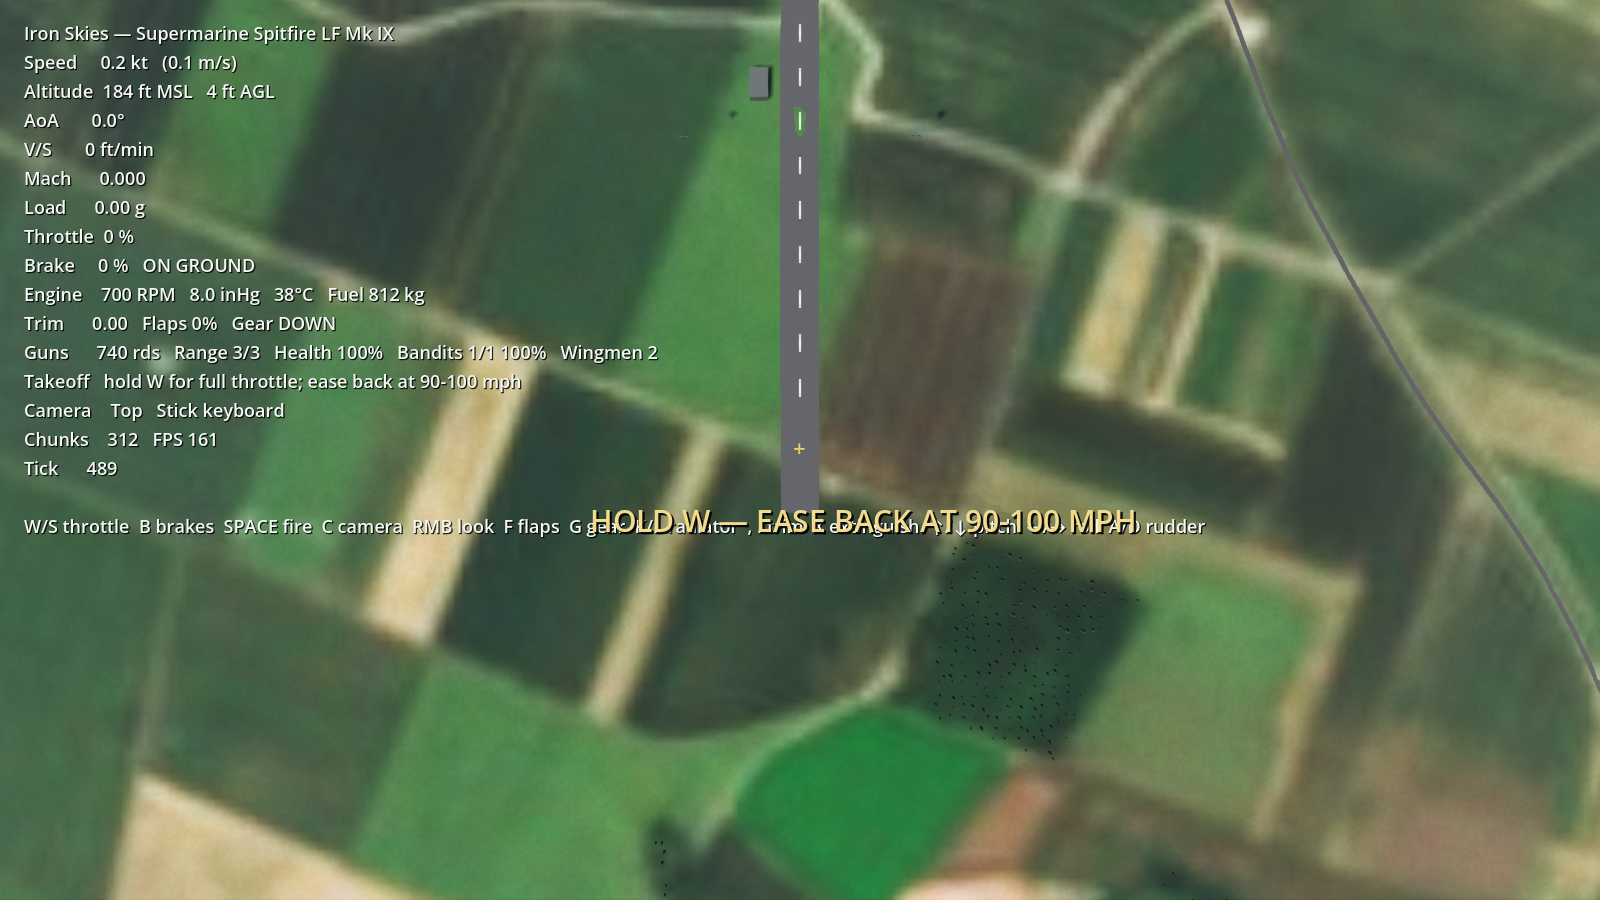 Iron Skies — Supermarine Spitfire LF Mk IX
Speed 0.2 kt (0.1 m/s)
Altitude 184 ft MSL 4 ft AGL
AoA 0.0°
V/S 0 ft/min
Mach 0.000
Load 0.00 g
Throttle 0 %
Brake 0 % ON GROUND
Engine 700 RPM 8.0 inHg 38°C Fuel 812 kg
Trim 0.00 Flaps 0% Gear DOWN
Guns 740 rds Range 3/3 Health 100% Bandits 1/1 100% Wingmen 2
Takeoff hold W for full throttle; ease back at 90-100 mph
Camera Top Stick keyboard
Chunks 312 FPS 161
Tick 489
HOLD W — EASE BACK AT 90-100 MPH
W/S throttle B brakes SPACE fire C camera RMB look F flaps G gear radiator extinguish ↓ pitch roll A/D rudder